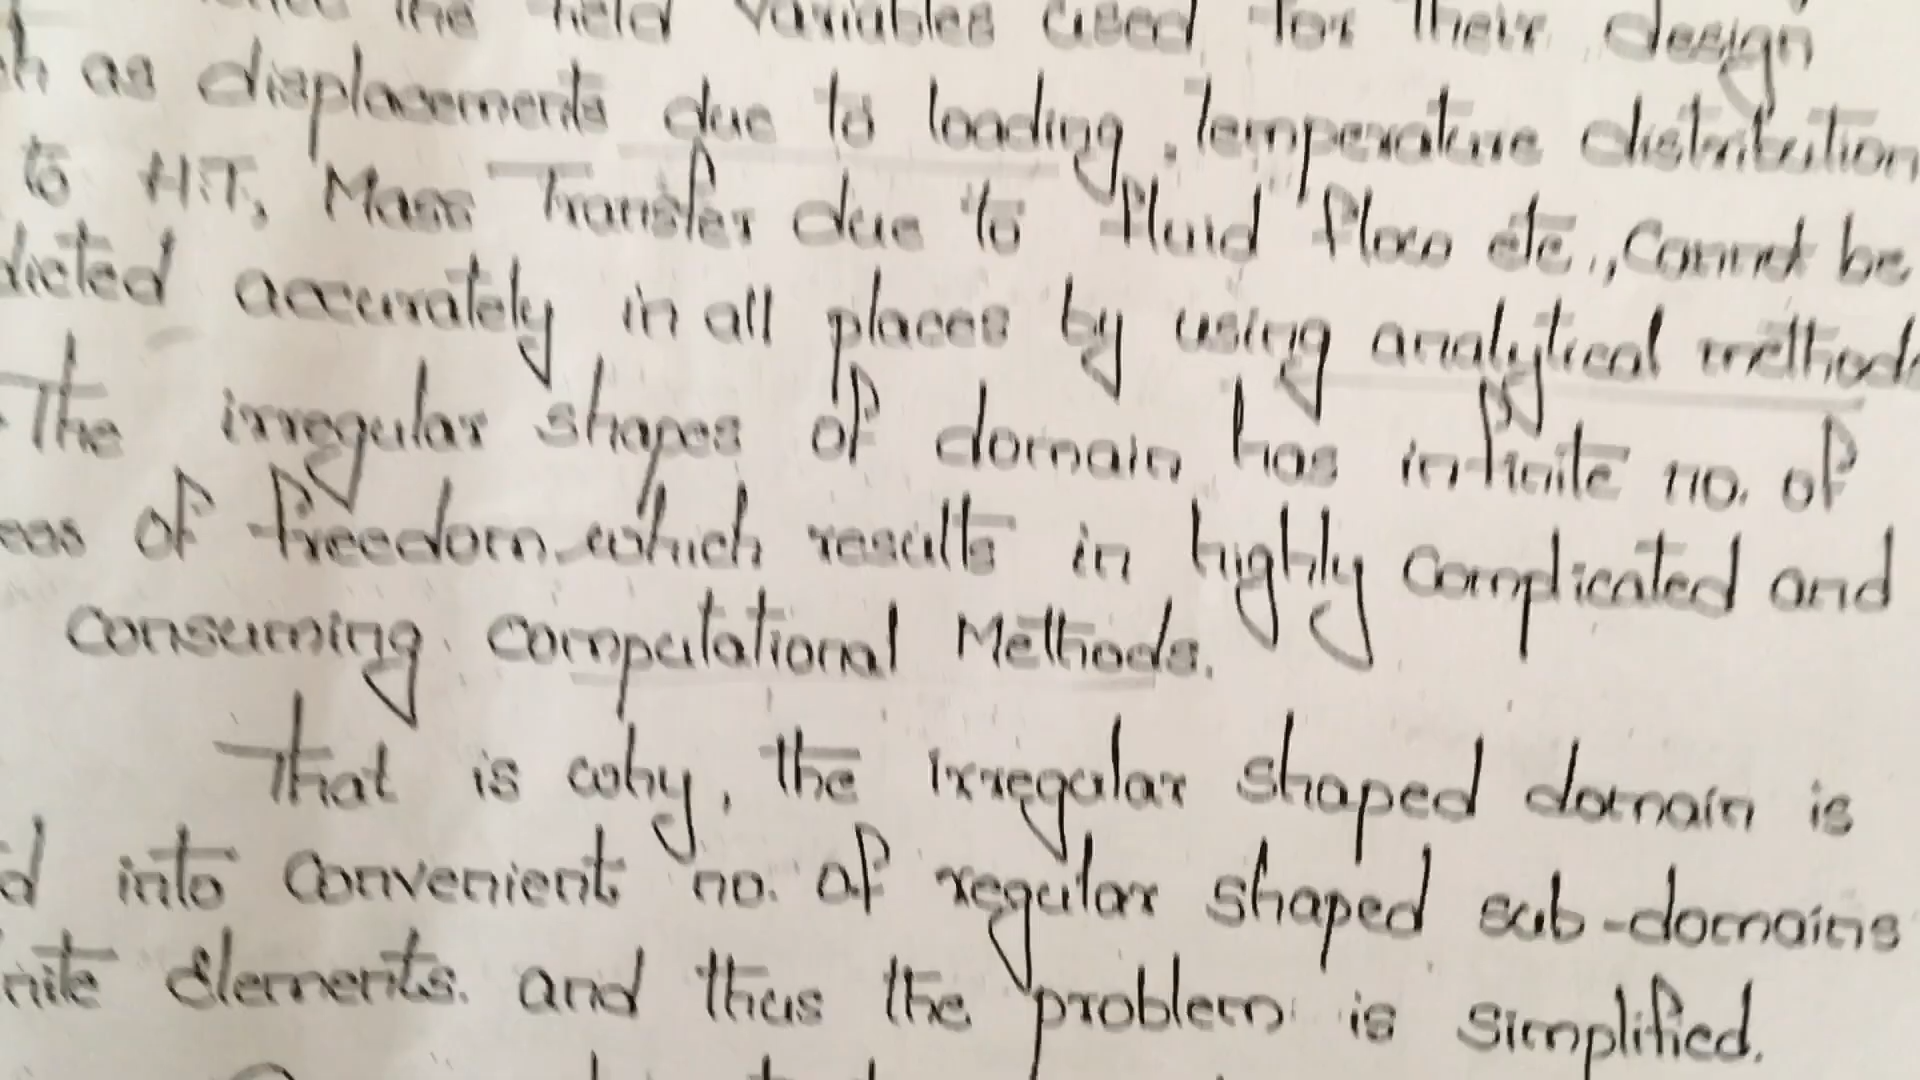 the field variables used for their design
as displacements due to loading, temperature distribution
to H.T, Mass Transfer due to fluid flow etc., Cannot be
dicted accurately in all places by using analytical methods
The irregular shapes of domain has infinite no. of
ees of freedom which results in highly Complicated and
Consuming Computational Methods.
That is why, the irregular shaped domain is
d into Convenient no. of regular shaped sub-domains
nite Elements. and thus the problem is simplified.